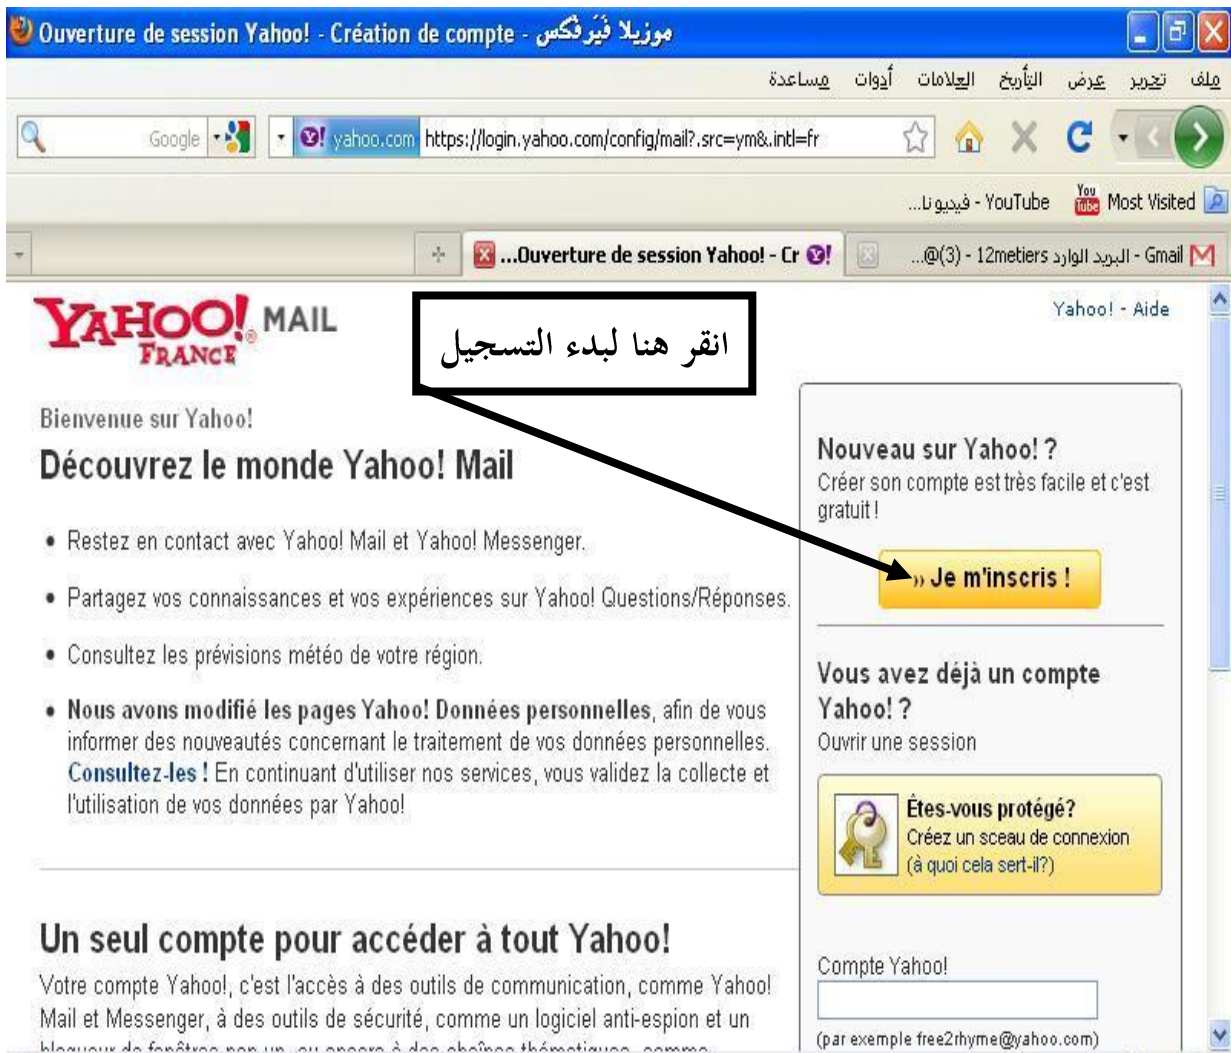 Ouverture de session Yahoo! - Création de compte - موزيلا فَيَرفُكس
ملف تحرير عرض التأريخ العلامات أدوات مساعدة
Google yahoo.com https://login.yahoo.com/config/mail?.src=ym&.intl=fr
Most Visited YouTube - فيديو نا...
Gmail - البريد الوارد (3) - 12metiers@...
Ouverture de session Yahoo! - Cr...
YAHOO! MAIL
FRANCE
Yahoo! - Aide
انقر هنا لبدء التسجيل
Bienvenue sur Yahoo!
Découvrez le monde Yahoo! Mail
• Restez en contact avec Yahoo! Mail et Yahoo! Messenger.
• Partagez vos connaissances et vos expériences sur Yahoo! Questions/Réponses.
• Consultez les prévisions météo de votre région.
• Nous avons modifié les pages Yahoo! Données personnelles, afin de vous
informer des nouveautés concernant le traitement de vos données personnelles.
Consultez-les ! En continuant d'utiliser nos services, vous validez la collecte et
l'utilisation de vos données par Yahoo!
Un seul compte pour accéder à tout Yahoo!
Votre compte Yahoo!, c'est l'accès à des outils de communication, comme Yahoo!
Mail et Messenger, à des outils de sécurité, comme un logiciel anti-espion et un
Nouveau sur Yahoo! ?
Créer son compte est très facile et c'est
gratuit !
›› Je m'inscris !
Vous avez déjà un compte
Yahoo! ?
Ouvrir une session
Êtes-vous protégé?
Créez un sceau de connexion
(à quoi cela sert-il?)
Compte Yahoo!
(par exemple free2rhyme@yahoo.com)